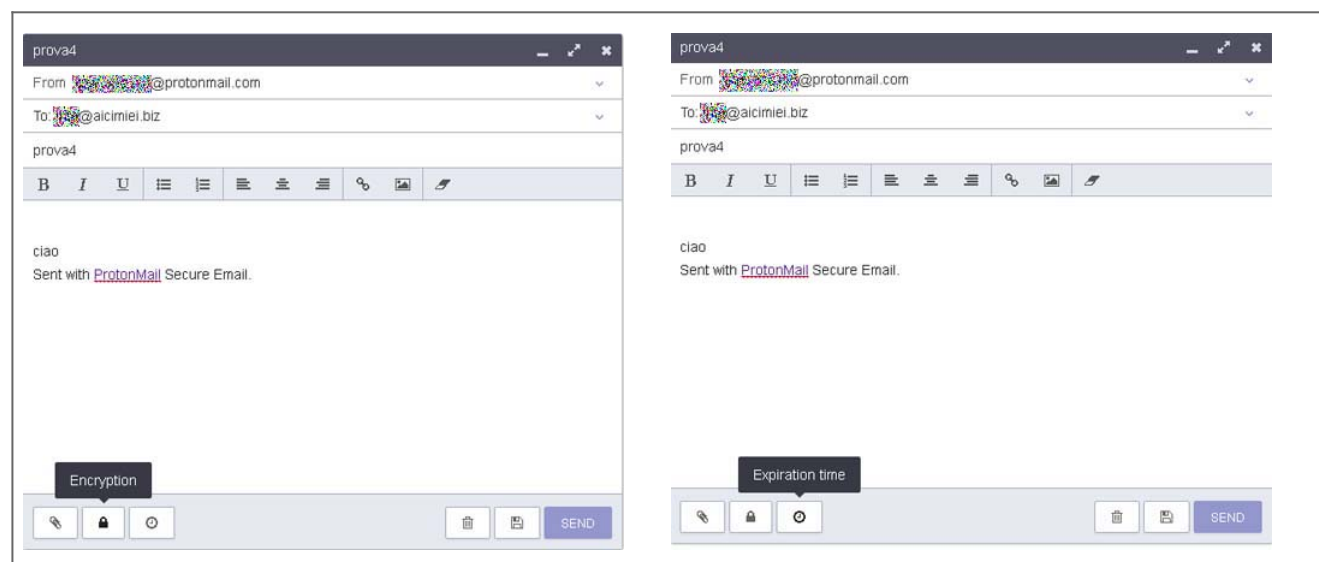 prova4
From @protonmail.com
To: @aicimiei.biz
prova4
B I U
ciao
Sent with ProtonMail Secure Email.
Encryption
SEND
prova4
From @protonmail.com
To: @aicimiei.biz
prova4
B I U
ciao
Sent with ProtonMail Secure Email.
Expiration time
SEND